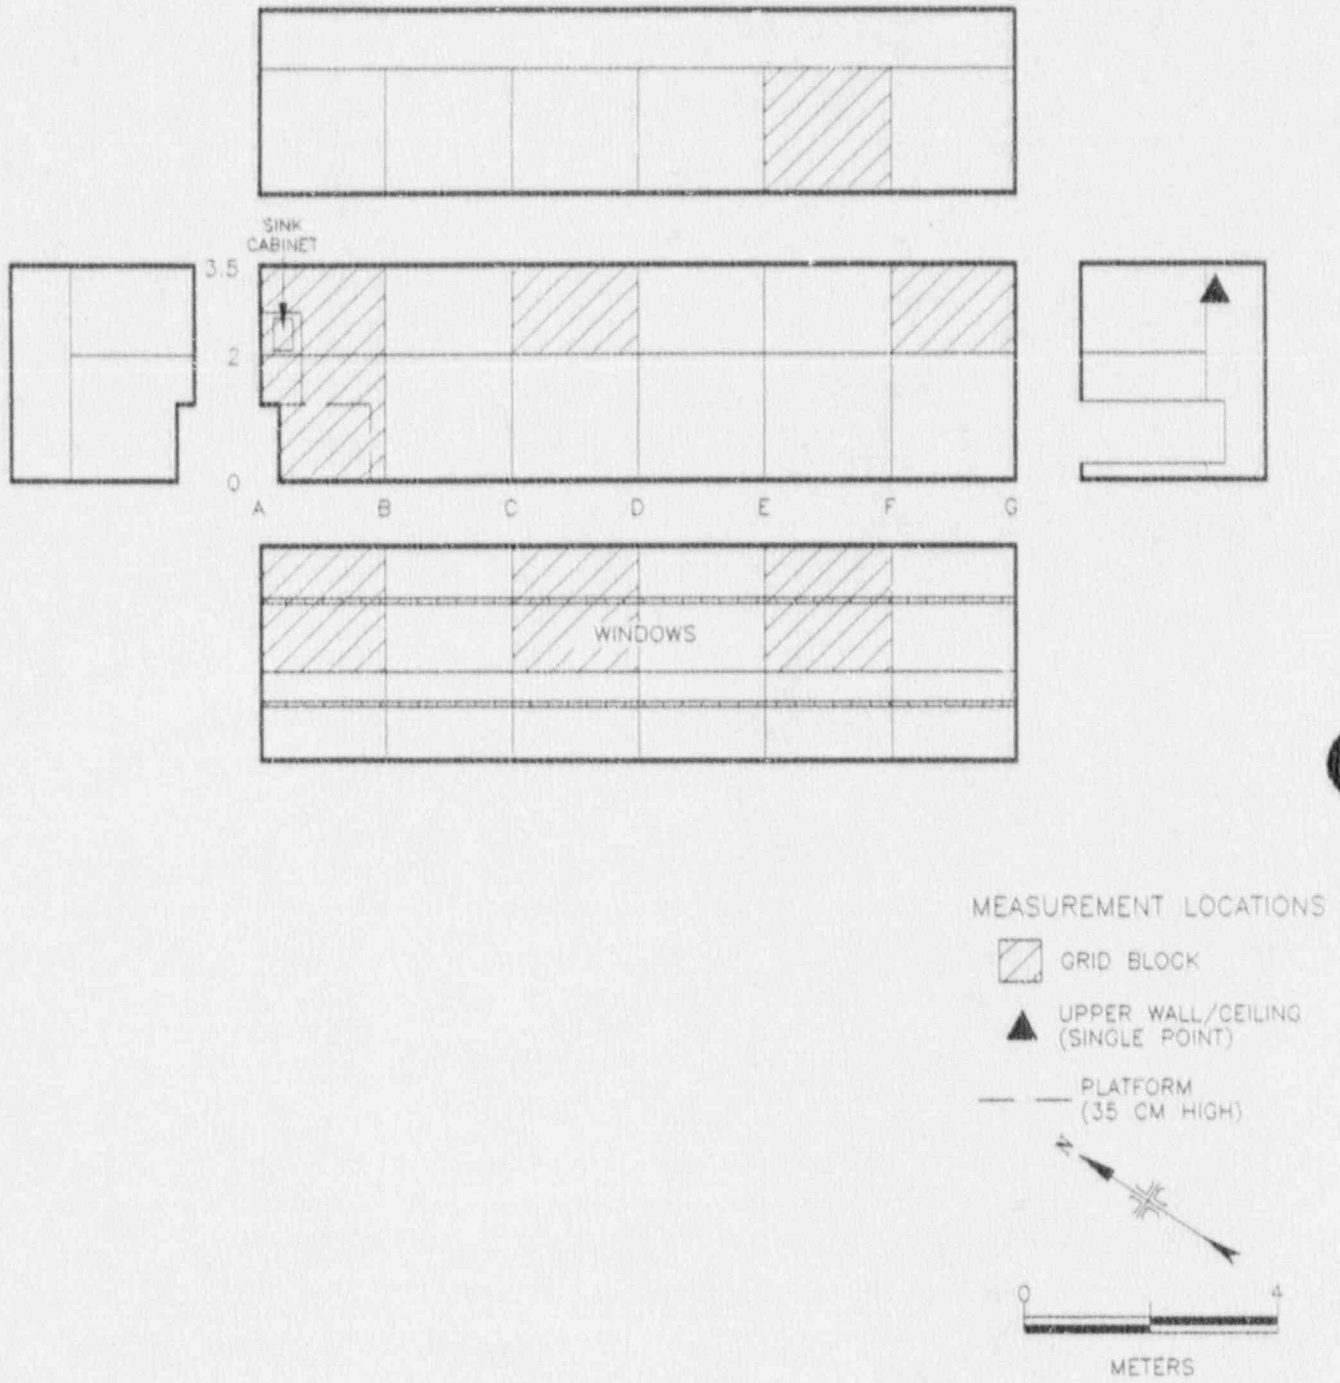 SINK
CABINET
3.5
2
0
A B C D E F G
WINDOWS
MEASUREMENT LOCATIONS
GRID BLOCK
UPPER WALL/CEILING
(SINGLE POINT)
PLATFORM
(35 CM HIGH)
N
0 4
METERS